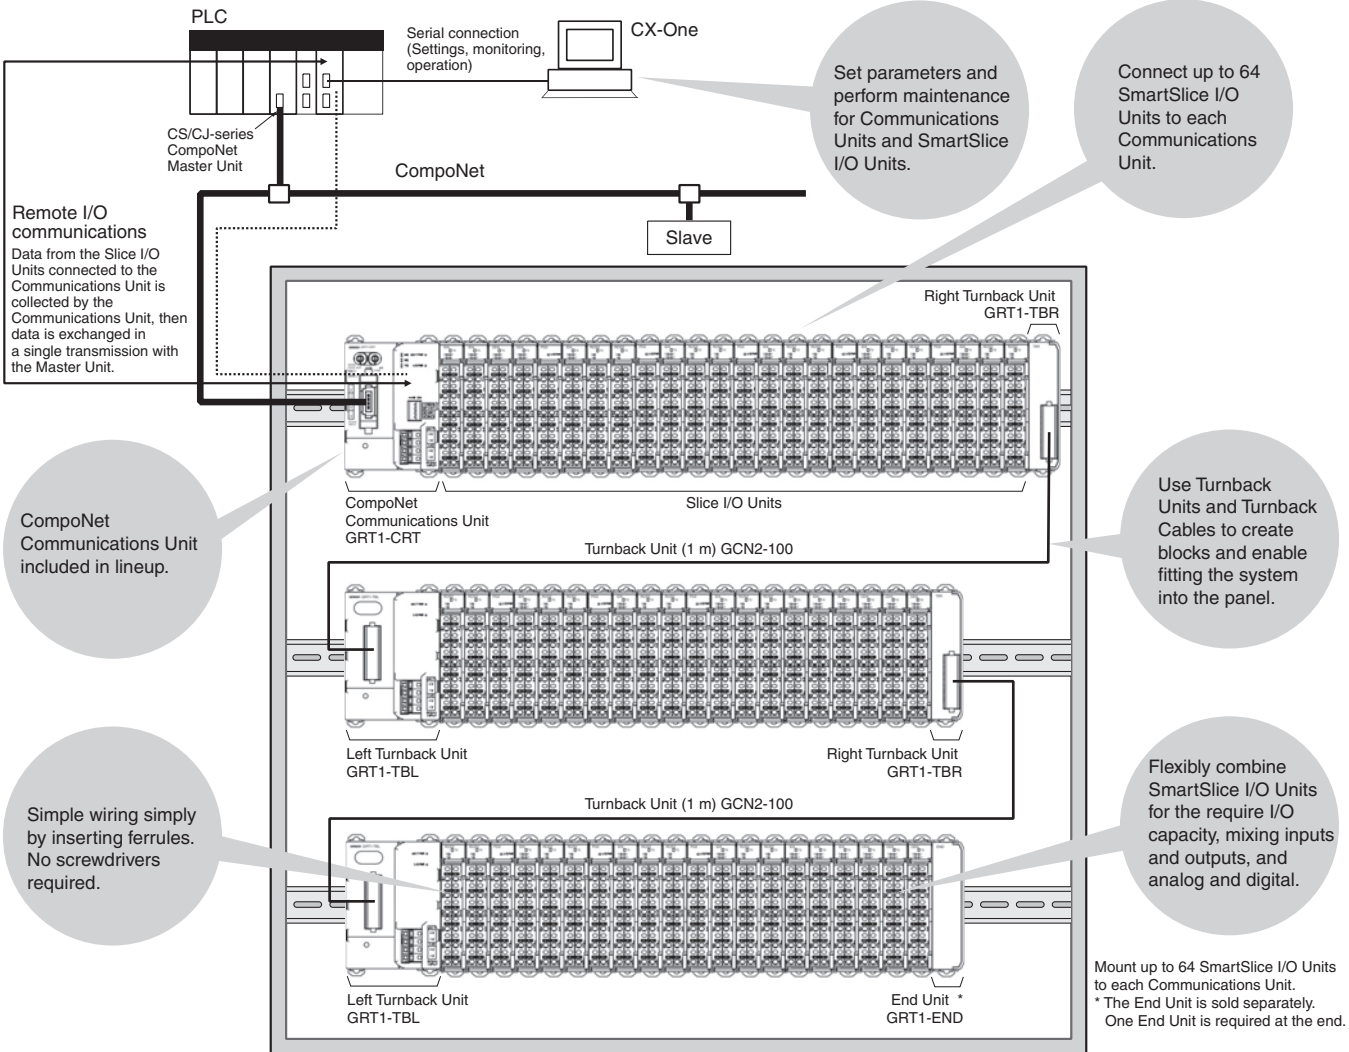 PLC
Serial connection
(Settings, monitoring,
operation)
CX-One
Set parameters and
perform maintenance
for Communications
Units and SmartSlice
I/O Units.
Connect up to 64
SmartSlice I/O
Units to each
Communications
Unit.
CS/CJ-series
CompoNet
Master Unit
CompoNet
Slave
Remote I/O
communications
Data from the Slice I/O
Units connected to the
Communications Unit is
collected by the
Communications Unit, then
data is exchanged in
a single transmission with
the Master Unit.
Right Turnback Unit
GRT1-TBR
CompoNet
Communications Unit
GRT1-CRT
Slice I/O Units
CompoNet
Communications Unit
included in lineup.
Use Turnback
Units and Turnback
Cables to create
blocks and enable
fitting the system
into the panel.
Turnback Unit (1 m) GCN2-100
Left Turnback Unit
GRT1-TBL
Right Turnback Unit
GRT1-TBR
Turnback Unit (1 m) GCN2-100
Simple wiring simply
by inserting ferrules.
No screwdrivers
required.
Flexibly combine
SmartSlice I/O Units
for the require I/O
capacity, mixing inputs
and outputs, and
analog and digital.
Left Turnback Unit
GRT1-TBL
End Unit *
GRT1-END
Mount up to 64 SmartSlice I/O Units
to each Communications Unit.
* The End Unit is sold separately.
One End Unit is required at the end.